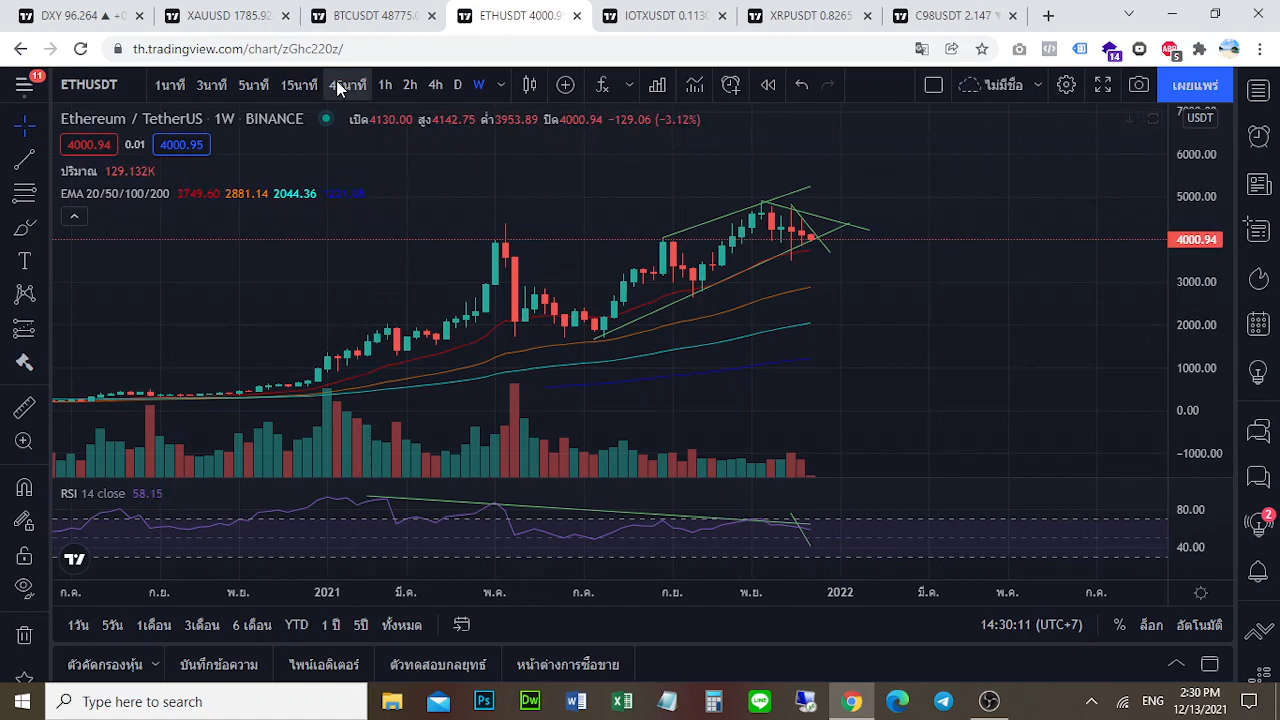 DXY 96.264 ▲ +0
XAUUSD 1785.92
BTCUSDT 48775.0
ETHUSDT 4000.9
IOTXUSDT 0.1130
XRPUSDT 0.8265
C98USDT 2.147 ▼
th.tradingview.com/chart/zGhc220z/
14
5
11
ETHUSDT
1นาที 3นาที 5นาที 15นาที 45นาที 1h 2h 4h D W
ไม่มีชื่อ
เผยแพร่
Ethereum / TetherUS · 1W · BINANCE
เปิด4130.00 สูง4142.75 ต่ำ3953.89 ปิด4000.94 −129.06 (−3.12%)
USDT
4000.94 0.01 4000.95
ปริมาณ 129.132K
EMA 20/50/100/200 3749.60 2881.14 2044.36
6000.00
5000.00
4000.94
3000.00
2000.00
1000.00
0.00
−1000.00
RSI 14 close 58.15
80.00
40.00
2
ก.ค. ก.ย. พ.ย. 2021 มี.ค. พ.ค. ก.ค. ก.ย. พ.ย. 2022 มี.ค. พ.ค. ก.ค.
1วัน 5วัน 1เดือน 3เดือน 6 เดือน YTD 1 ปี 5ปี ทั้งหมด
14:30:11 (UTC+7) % ล็อก อัตโนมัติ
ตัวคัดกรองหุ้น บันทึกข้อความ ไพน์เอดิเตอร์ ตัวทดสอบกลยุทธ์ หน้าต่างการซื้อขาย
Type here to search
Ps
Dw
LINE
ENG
2:30 PM
12/13/2021